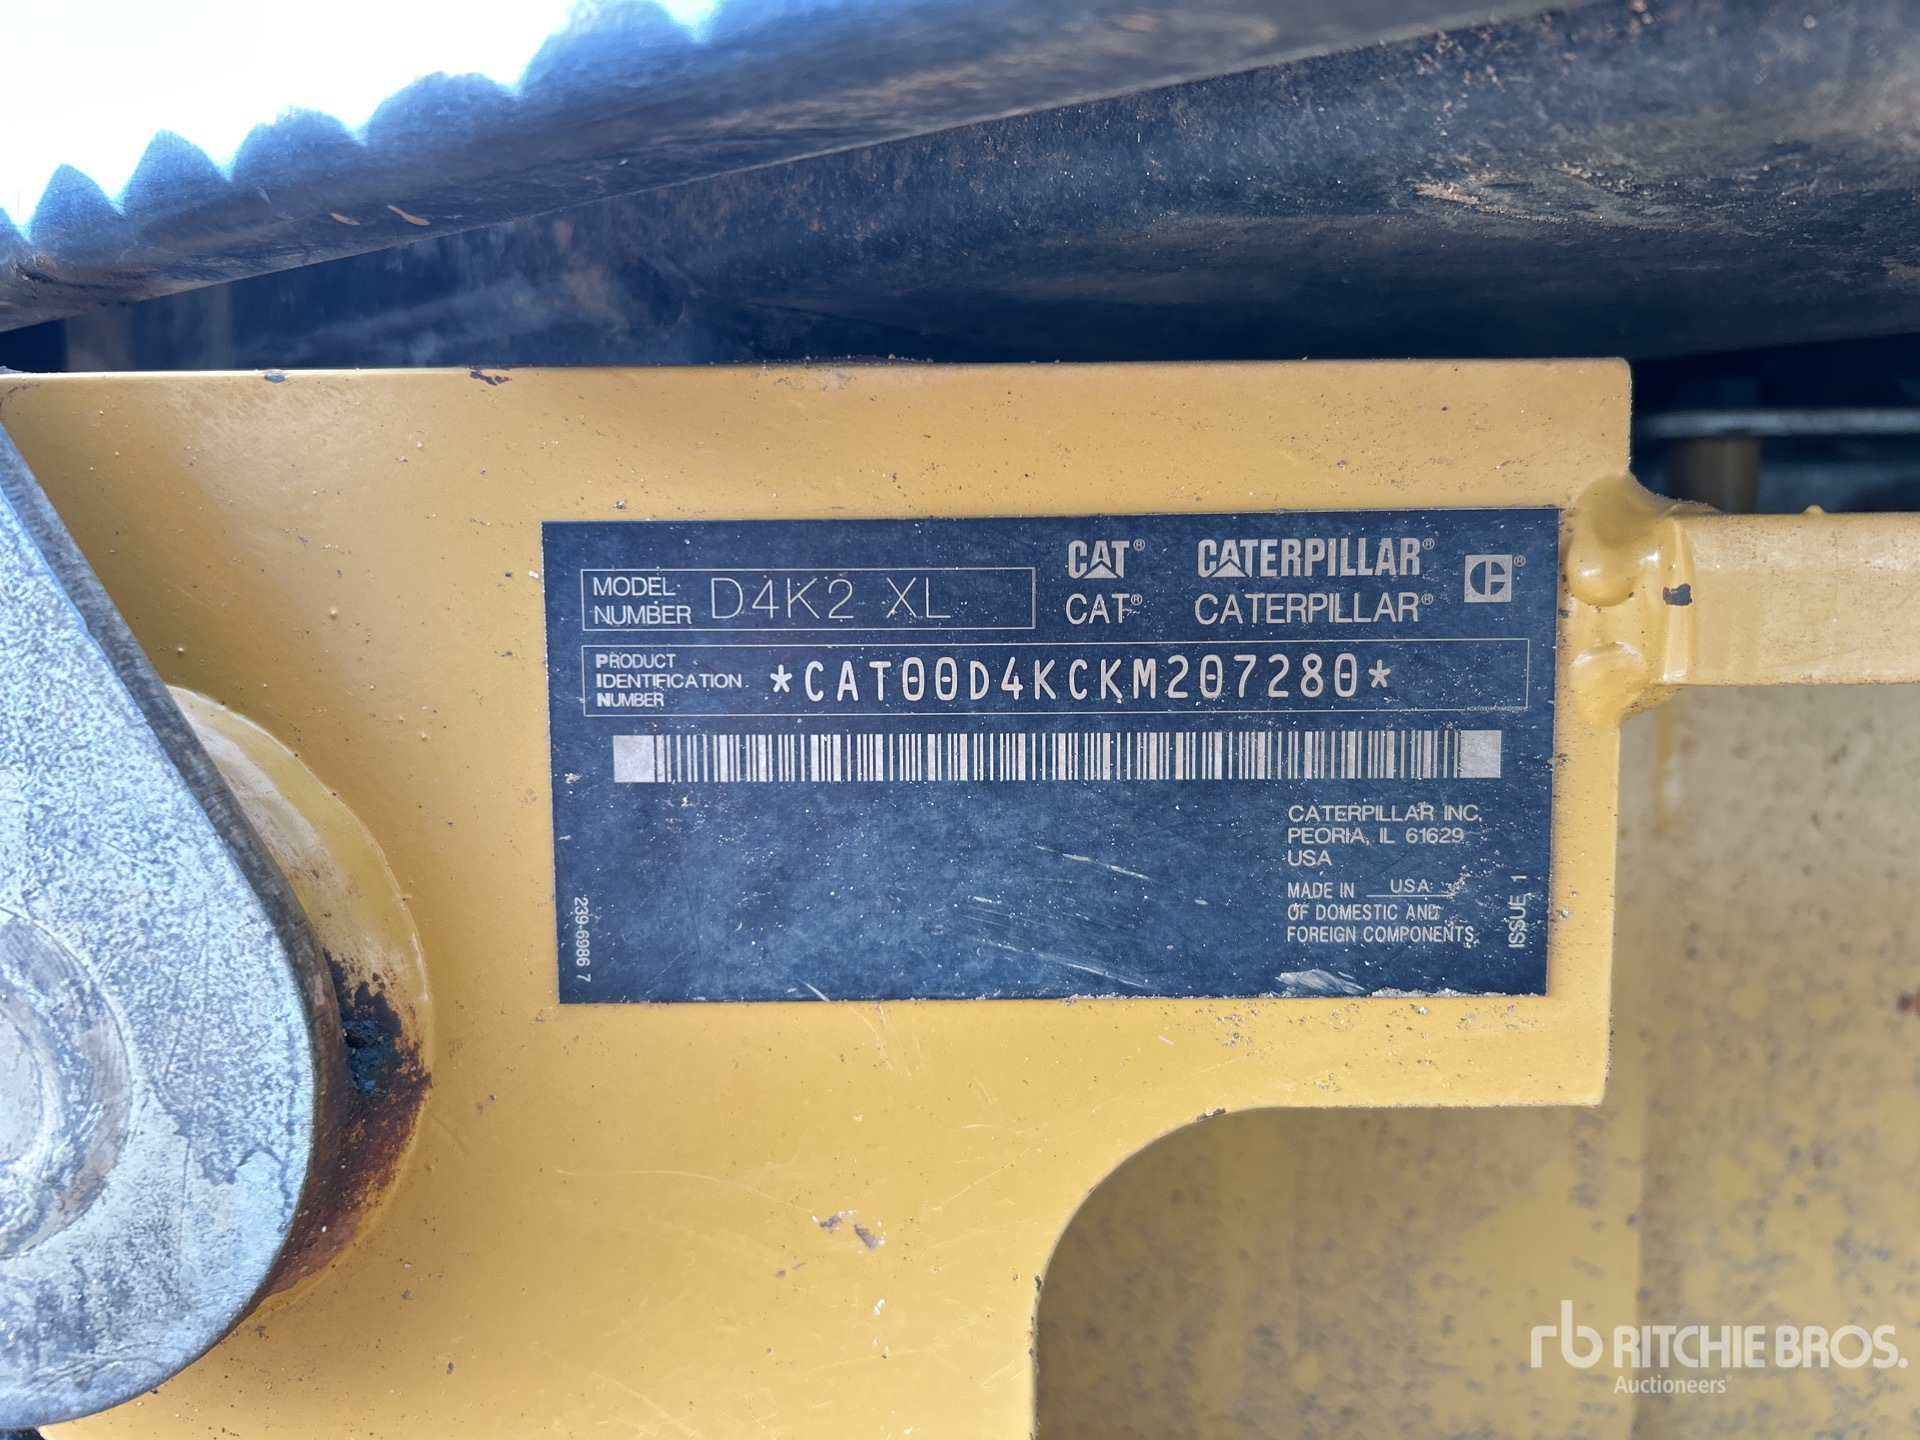 MODEL NUMBER D4K2 XL
CAT® CATERPILLAR®
CAT® CATERPILLAR®
PRODUCT IDENTIFICATION NUMBER *CAT00D4KCKM207280*
CATERPILLAR INC.
PEORIA, IL 61629
USA
MADE IN USA
OF DOMESTIC AND
FOREIGN COMPONENTS.
239-6986 7
ISSUE 1
rb RITCHIE BROS.
Auctioneers